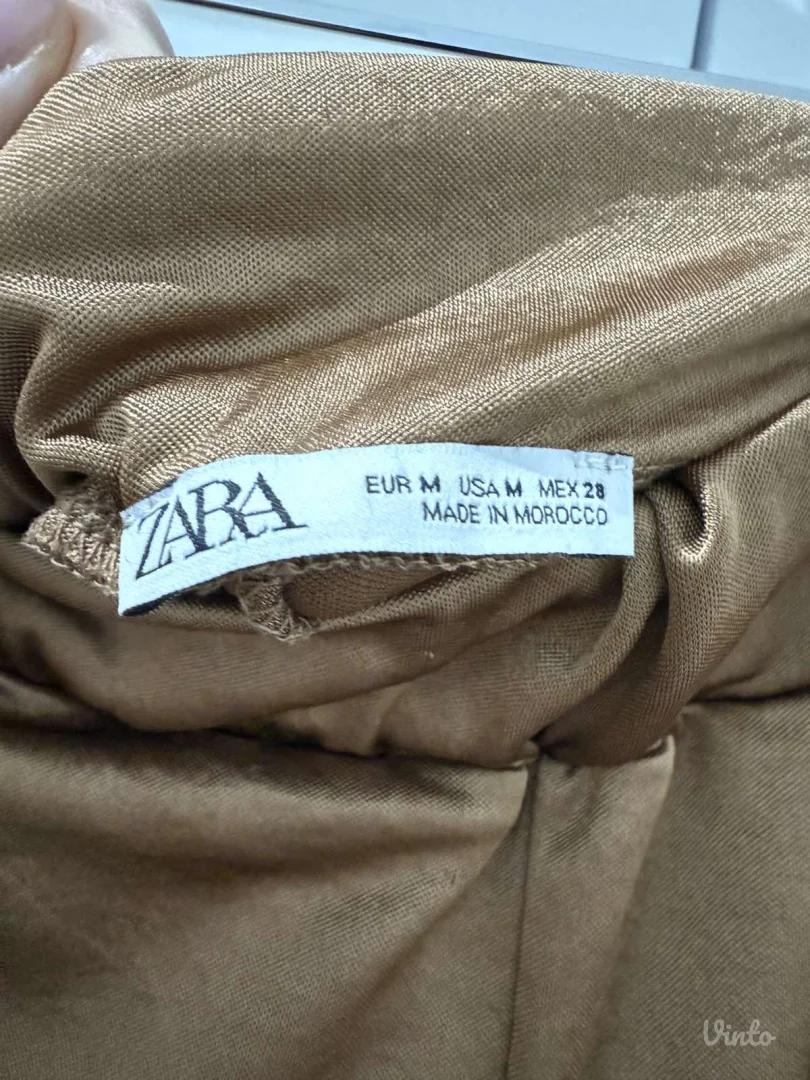 ZARA
EUR M USA M MEX 28
MADE IN MOROCCO
Vinto